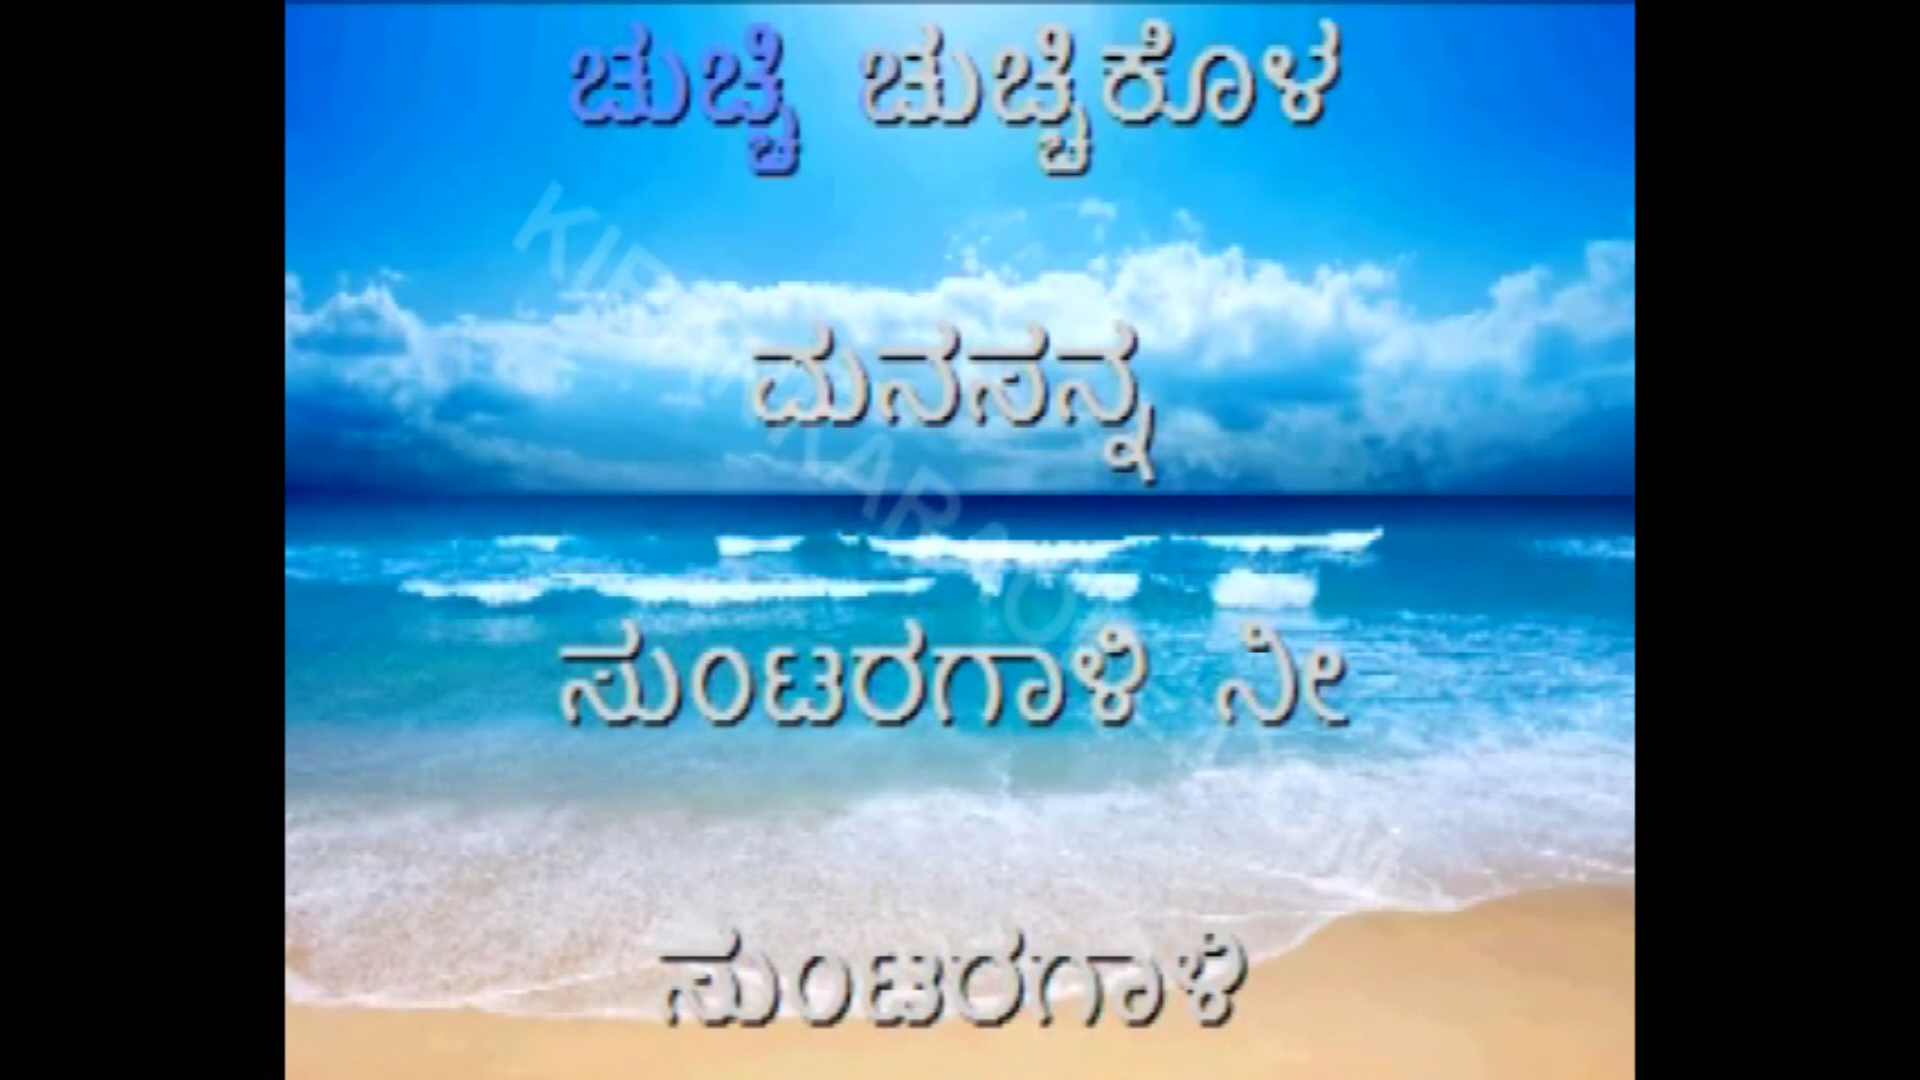 ಚುಚ್ಚಿ ಚುಚ್ಚಿಕೊಳ
ಮನಸನ್ನ
ಸುಂಟರಗಾಳಿ ನೀ
ಸುಂಟರಗಾಳಿ